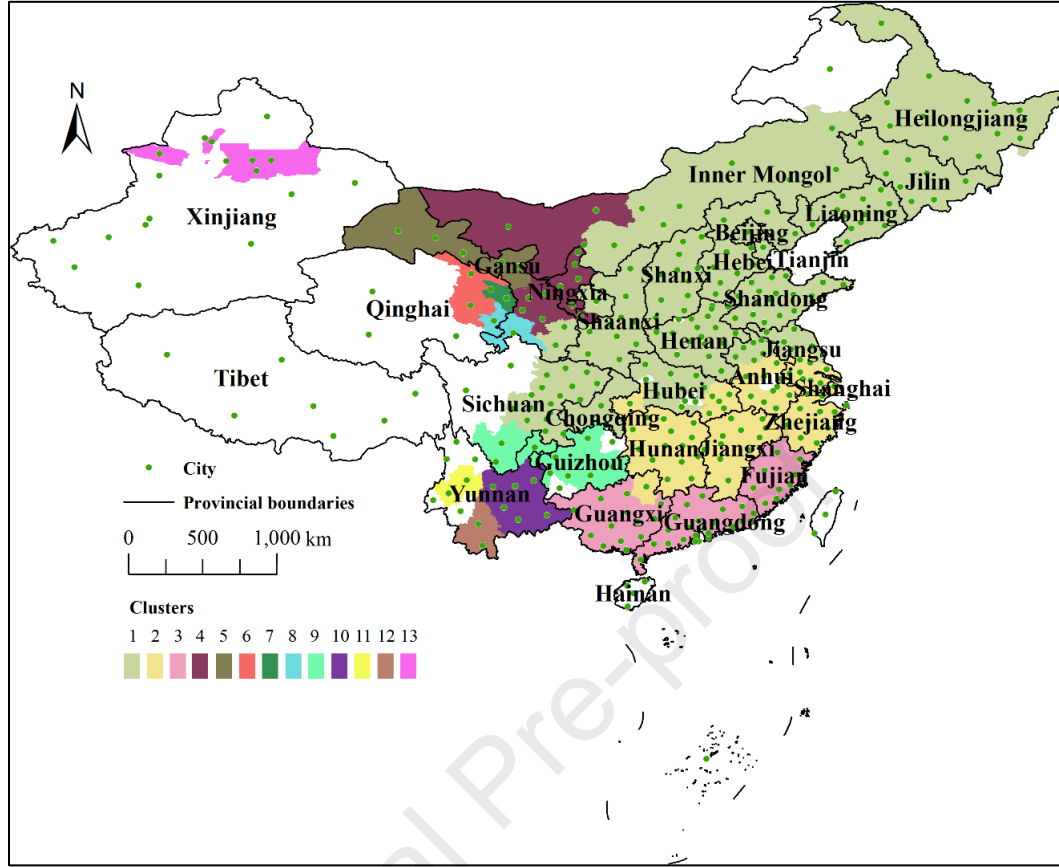 N
Heilongjiang
Inner Mongol
Jilin
Xinjiang
Liaoning
Beijing
Gansu
Shanxi
Hebei
Tianjin
Ningxia
Shandong
Qinghai
Shaanxi
Henan
Jiangsu
Tibet
Anhui
Hubei
Shanghai
Sichuan
Chongqing
Zhejiang
Guizhou
Hunan
Jiangxi
Fujian
Yunnan
City
Provincial boundaries
Guangxi
Guangdong
0 500 1,000 km
Hainan
Clusters
1 2 3 4 5 6 7 8 9 10 11 12 13
al Pre-proof